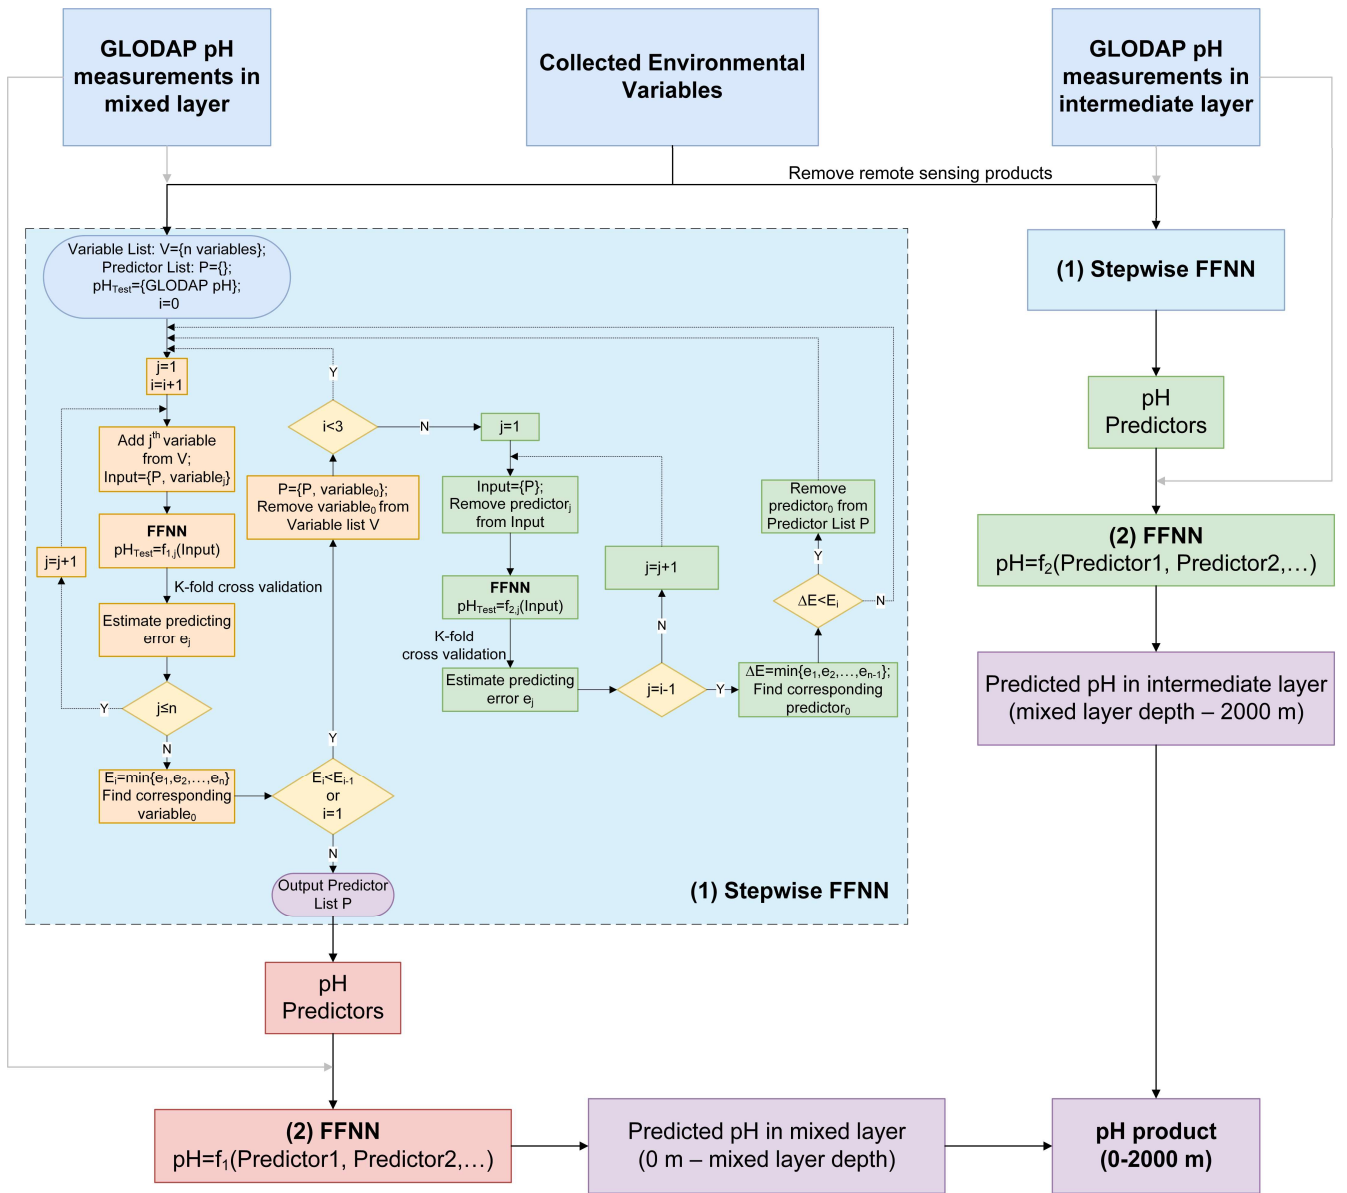 GLODAP pH
measurements in
mixed layer
Collected Environmental
Variables
GLODAP pH
measurements in
intermediate layer
Remove remote sensing products
Variable List: V={n variables};
Predictor List: P={};
pHTest={GLODAP pH};
i=0
(1) Stepwise FFNN
j=1
i=i+1
Y
i<3
N
j=1
pH
Predictors
Add jth variable
from V;
Input={P, variablej}
P={P, variable0};
Remove variable0 from
Variable list V
Input={P};
Remove predictorj
from Input
Remove
predictor0 from
Predictor List P
FFNN
pHTest=f1,j(Input)
j=j+1
K-fold cross validation
Y
j=j+1
(2) FFNN
pH=f2(Predictor1, Predictor2,…)
FFNN
pHTest=f2,j(Input)
ΔE<Ei
N
Estimate predicting
error ej
K-fold
cross validation
N
Estimate predicting
error ej
j=i-1
Y
ΔE=min{e1,e2,…,en-1};
Find corresponding
predictor0
Predicted pH in intermediate layer
(mixed layer depth – 2000 m)
Y
j≤n
N
Y
Ei=min{e1,e2,…,en}
Find corresponding
variable0
Ei<Ei-1
or
i=1
N
Output Predictor
List P
(1) Stepwise FFNN
pH
Predictors
(2) FFNN
pH=f1(Predictor1, Predictor2,…)
Predicted pH in mixed layer
(0 m – mixed layer depth)
pH product
(0-2000 m)